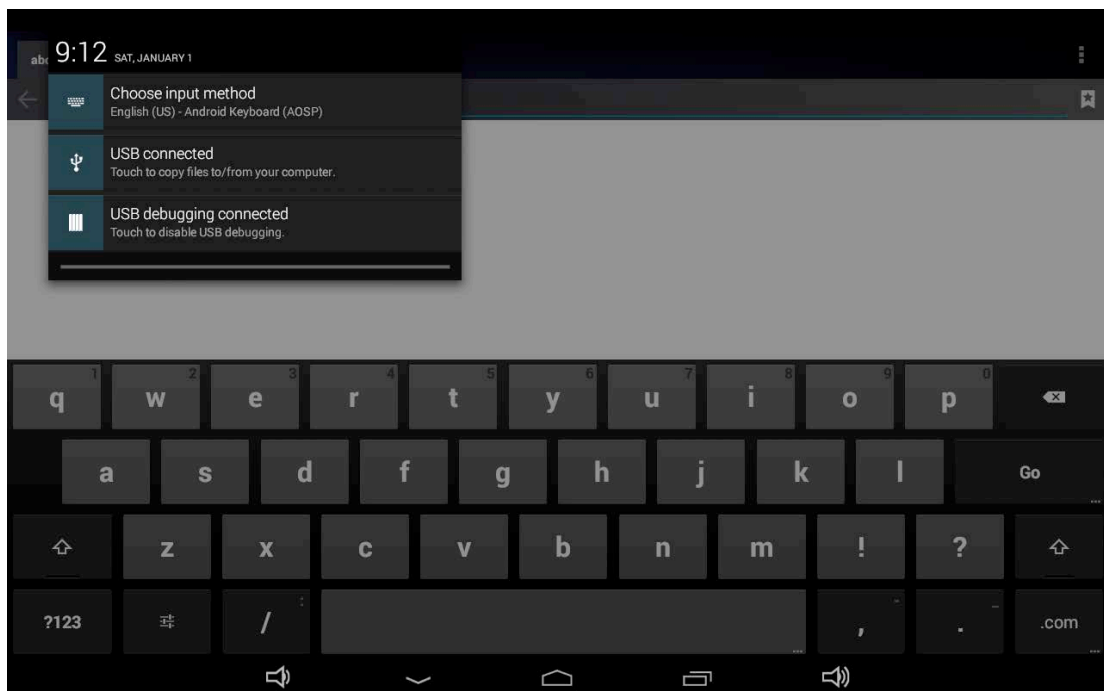 abo
9:12 SAT, JANUARY 1
Choose input method
English (US) - Android Keyboard (AOSP)
USB connected
Touch to copy files to/from your computer.
USB debugging connected
Touch to disable USB debugging.
q 1 w 2 e 3 r 4 t 5 y 6 u 7 i 8 o 9 p 0
a s d f g h j k l Go ...
z x c v b n m ! ?
?123 / : ... , - . _ .com ...